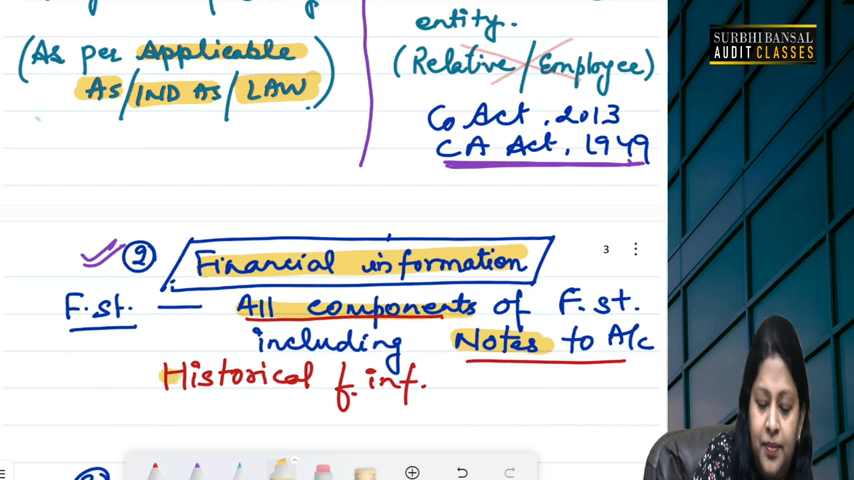 entity.
(As per Applicable
AS/IND AS/LAW)
(Relative/Employee)
Co Act, 2013
CA Act, 1949
SURBHI BANSAL
AUDIT CLASSES
② Financial information
3
F.st. — All components of F.st.
including Notes to A/c
Historical f. inf.